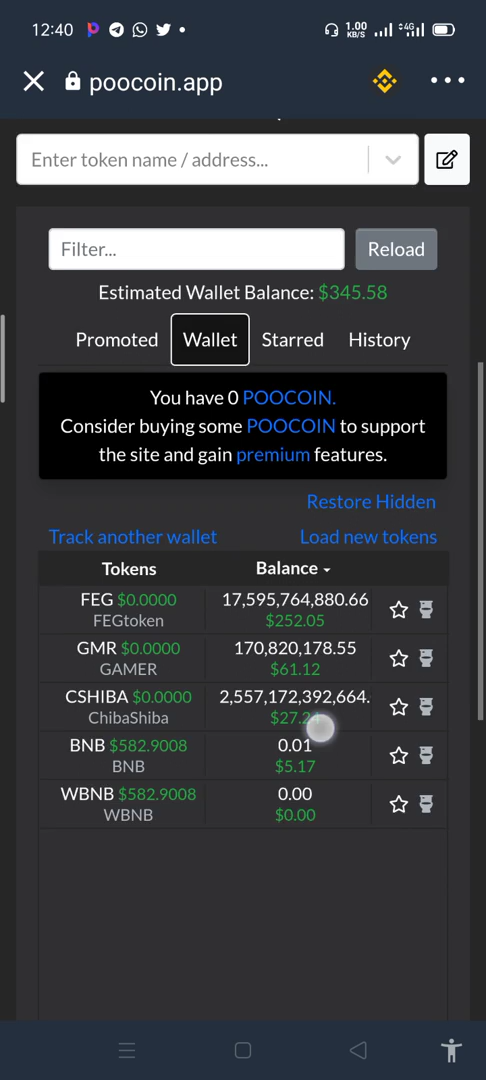 12:40
1.00 KB/S 4G
poocoin.app
Enter token name / address...
Filter... Reload
Estimated Wallet Balance: $345.58
Promoted Wallet Starred History
You have 0 POOCOIN.
Consider buying some POOCOIN to support
the site and gain premium features.
Restore Hidden
Track another wallet Load new tokens
Tokens Balance
FEG $0.0000 17,595,764,880.66
FEGtoken $252.05
GMR $0.0000 170,820,178.55
GAMER $61.12
CSHIBA $0.0000 2,557,172,392,664.
ChibaShiba
BNB $582.9008 0.01
BNB $5.17
WBNB $582.9008 0.00
WBNB $0.00